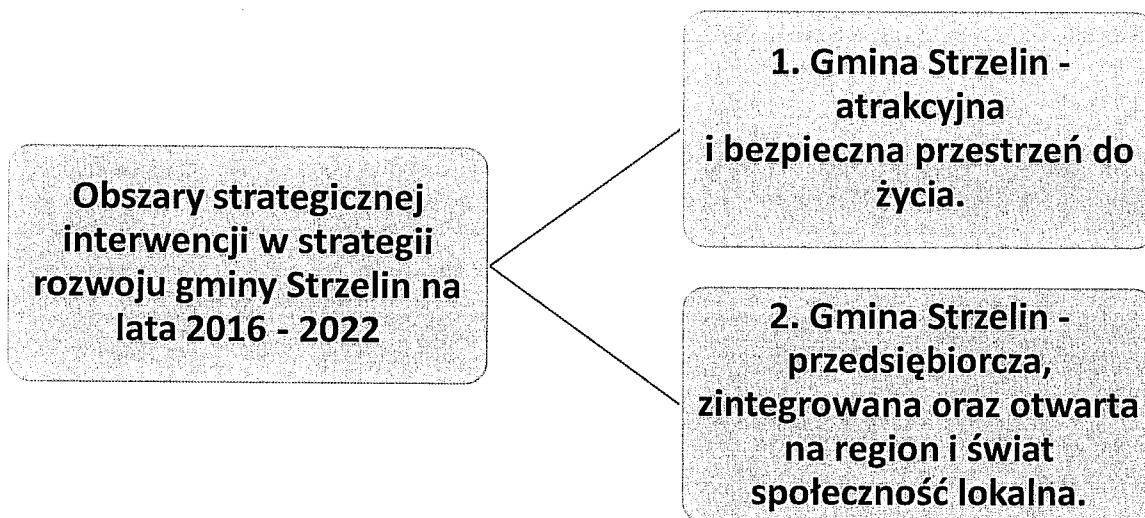 Obszary strategicznej
interwencji w strategii
rozwoju gminy Strzelin na
lata 2016 - 2022
1. Gmina Strzelin -
atrakcyjna
i bezpieczna przestrzeń do
życia.
2. Gmina Strzelin -
przedsiębiorcza,
zintegrowana oraz otwarta
na region i świat
społeczność lokalna.